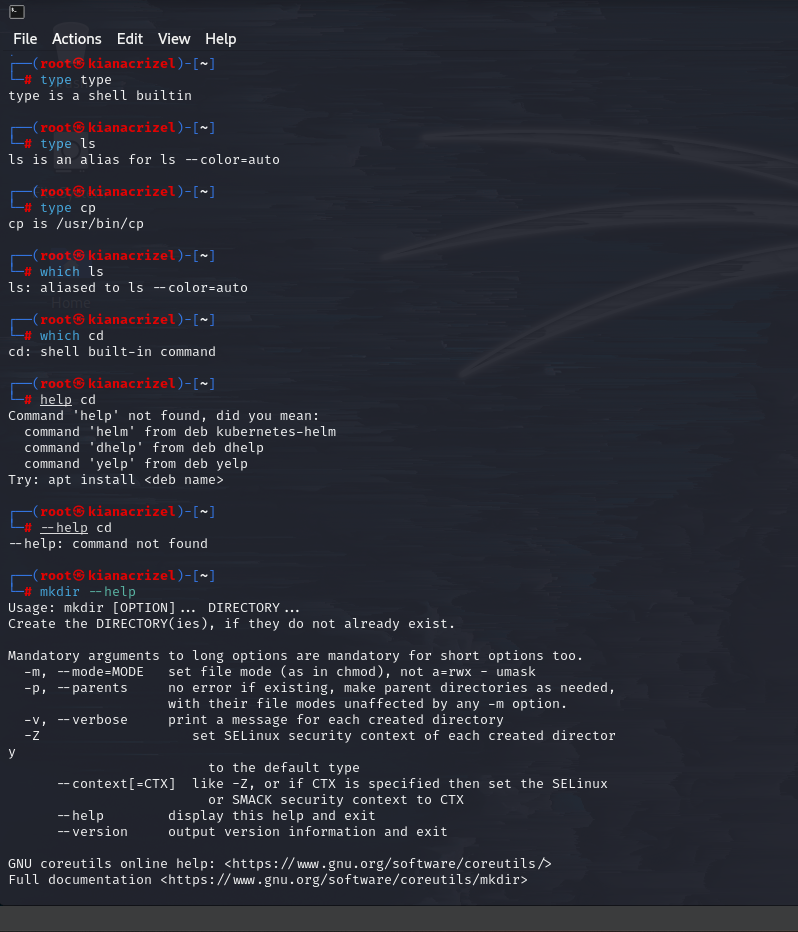 File Actions Edit View Help
┌──(root㉿kianacrizel)-[~]
└─# type type
type is a shell builtin
┌──(root㉿kianacrizel)-[~]
└─# type ls
ls is an alias for ls --color=auto
┌──(root㉿kianacrizel)-[~]
└─# type cp
cp is /usr/bin/cp
┌──(root㉿kianacrizel)-[~]
└─# which ls
ls: aliased to ls --color=auto
Home
┌──(root㉿kianacrizel)-[~]
└─# which cd
cd: shell built-in command
┌──(root㉿kianacrizel)-[~]
└─# help cd
Command 'help' not found, did you mean:
  command 'helm' from deb kubernetes-helm
  command 'dhelp' from deb dhelp
  command 'yelp' from deb yelp
Try: apt install <deb name>
┌──(root㉿kianacrizel)-[~]
└─# --help cd
--help: command not found
┌──(root㉿kianacrizel)-[~]
└─# mkdir --help
Usage: mkdir [OPTION]... DIRECTORY...
Create the DIRECTORY(ies), if they do not already exist.
Mandatory arguments to long options are mandatory for short options too.
  -m, --mode=MODE   set file mode (as in chmod), not a=rwx - umask
  -p, --parents     no error if existing, make parent directories as needed,
                    with their file modes unaffected by any -m option.
  -v, --verbose     print a message for each created directory
  -Z                   set SELinux security context of each created director
y
                         to the default type
      --context[=CTX]  like -Z, or if CTX is specified then set the SELinux
                         or SMACK security context to CTX
      --help        display this help and exit
      --version     output version information and exit
GNU coreutils online help: <https://www.gnu.org/software/coreutils/>
Full documentation <https://www.gnu.org/software/coreutils/mkdir>